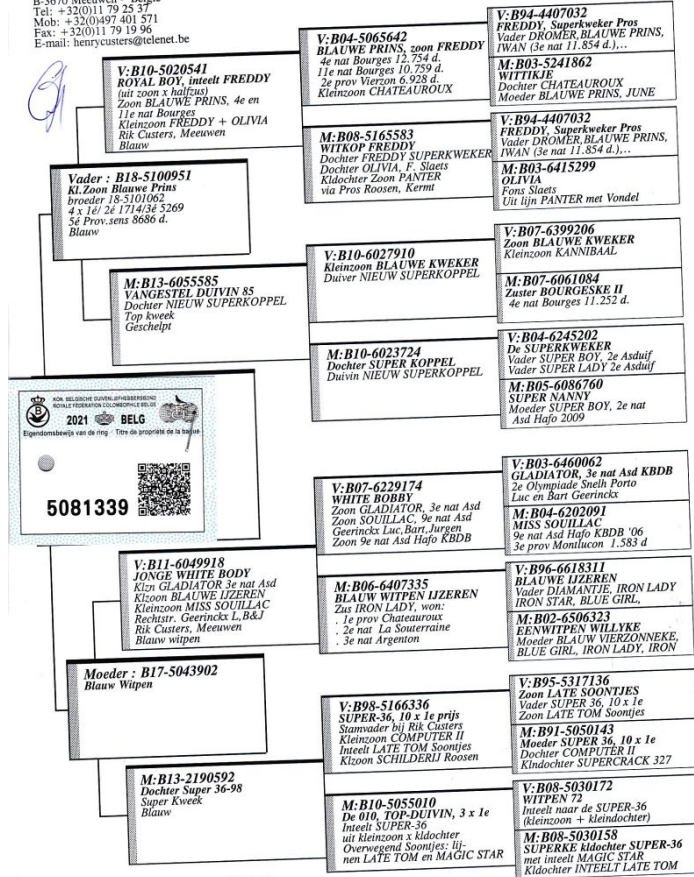 B-3670 Meeuwen - België
Tel: +32(0)11 79 25 37
Mob: +32(0)497 401 571
Fax: +32(0)11 79 19 96
E-mail: henrycusters@telenet.be
V:B10-5020541
ROYAL BOY, inteelt FREDDY
(uit zoon x halfzus)
Zoon BLAUWE PRINS, 4e en
11e nat Bourges
Kleinzoon FREDDY + OLIVIA
Rik Custers, Meeuwen
Blauw
Vader : B18-5100951
Kl.Zoon Blauwe Prins
broeder 18-5101062
4 x 1é/ 2é 1714/3é 5269
5é Prov.sens 8686 d.
Blauw
M:B13-6055585
VANGESTEL DUIVIN 85
Dochter NIEUW SUPERKOPPEL
Top kweek
Geschelpt
V:B04-5065642
BLAUWE PRINS, zoon FREDDY
4e nat Bourges 12.754 d.
11e nat Bourges 10.759 d.
2e prov Vierzon 6.928 d.
Kleinzoon CHATEAUROUX
M:B08-5165583
WITKOP FREDDY
Dochter FREDDY SUPERKWEKER
Dochter OLIVIA, F. Slaets
Kldochter Zoon PANTER
via Pros Roosen, Kermt
V:B10-6027910
Kleinzoon BLAUWE KWEKER
Duiver NIEUW SUPERKOPPEL
M:B10-6023724
Dochter SUPER KOPPEL
Duivin NIEUW SUPERKOPPEL
V:B94-4407032
FREDDY, Superkweker Pros
Vader DROMER,BLAUWE PRINS,
IWAN (3e nat 11.854 d.),..
M:B03-5241862
WITTIKJE
Dochter CHATEAUROUX
Moeder BLAUWE PRINS, JUNE
V:B94-4407032
FREDDY, Superkweker Pros
Vader DROMER,BLAUWE PRINS,
IWAN (3e nat 11.854 d.),...
M:B03-6415299
OLIVIA
Fons Slaets
Uit lijn PANTER met Vondel
V:B07-6399206
Zoon BLAUWE KWEKER
Kleinzoon KANNIBAAL
M:B07-6061084
Zuster BOURGESKE II
4e nat Bourges 11.252 d.
V:B04-6245202
De SUPERKWEKER
Vader SUPER BOY, 2e Asduif
Vader SUPER LADY 2e Asduif
M:B05-6086760
SUPER NANNY
Moeder SUPER BOY, 2e nat
Asd Hafo 2009
KON. BELGISCHE DUIVENLIEFHEBBERSBOND
ROYALE FEDERATION COLOMBOPHILE BELGE
2021 BELG
Eigendomsbewijs van de ring - Titre de propriété de la bague
5081339
V:B11-6049918
JONGE WHITE BODY
Klzn GLADIATOR 3e nat Asd
Klzoon BLAUWE IJZEREN
Kleinzoon MISS SOUILLAC
Rechtstr. Geerinckx L,B&J
Rik Custers, Meeuwen
Blauw witpen
Moeder : B17-5043902
Blauw Witpen
M:B13-2190592
Dochter Super 36-98
Super Kweek
Blauw
V:B07-6229174
WHITE BOBBY
Zoon GLADIATOR, 3e nat Asd
Zoon SOUILLAC, 9e nat Asd
Geerinckx Luc,Bart,Jurgen
Zoon 9e nat Asd Hafo KBDB
M:B06-6407335
BLAUW WITPEN IJZEREN
Zus IRON LADY, won:
. 1e prov Chateauroux
. 2e nat La Souterraine
. 3e nat Argenton
V:B98-5166336
SUPER-36, 10 x 1e prijs
Stamvader bij Rik Custers
Kleinzoon COMPUTER II
Inteelt LATE TOM Soontjes
Klzoon SCHILDERIJ Roosen
M:B10-5055010
De 010, TOP-DUIVIN, 3 x 1e
Inteelt SUPER-36
uit kleinzoon x kldochter
Overwegend Soontjes: lij-
nen LATE TOM en MAGIC STAR
V:B03-6460062
GLADIATOR, 3e nat Asd KBDB
2e Olympiade Snelh Porto
Luc en Bart Geerinckx
M:B04-6202091
MISS SOUILLAC
9e nat Asd Hafo KBDB '06
3e prov Montlucon 1.583 d
V:B96-6618311
BLAUWE IJZEREN
Vader DIAMANTJE, IRON LADY
IRON STAR, BLUE GIRL,
M:B02-6506323
EENWITPEN WILLYKE
Moeder BLAUW VIERZONNEKE,
BLUE GIRL, IRON LADY, IRON
V:B95-5317136
Zoon LATE SOONTJES
Vader SUPER 36, 10 x 1e
Zoon LATE TOM Soontjes
M:B91-5050143
Moeder SUPER 36, 10 x 1e
Dochter COMPUTER II
Klndochter SUPERCRACK 327
V:B08-5030172
WITPEN 72
Inteelt naar de SUPER-36
(kleinzoon + kleindochter)
M:B08-5030158
SUPERKE kldochter SUPER-36
met inteelt MAGIC STAR
Kldochter INTEELT LATE TOM